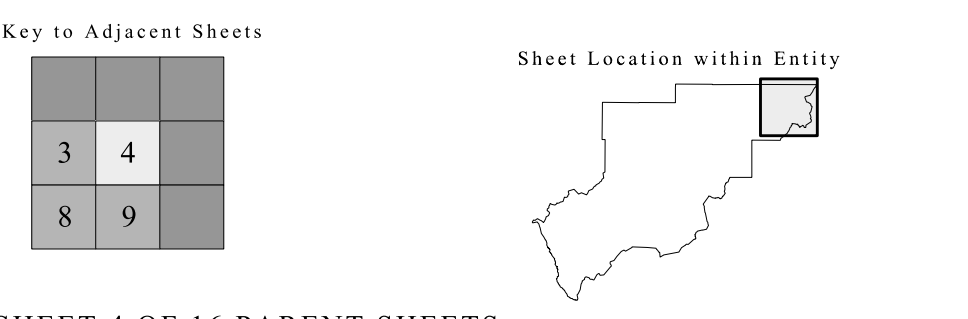 Key to Adjacent Sheets
Sheet Location within Entity
3 4
8 9
SHEET 4 OF 16 PARENT SHEETS